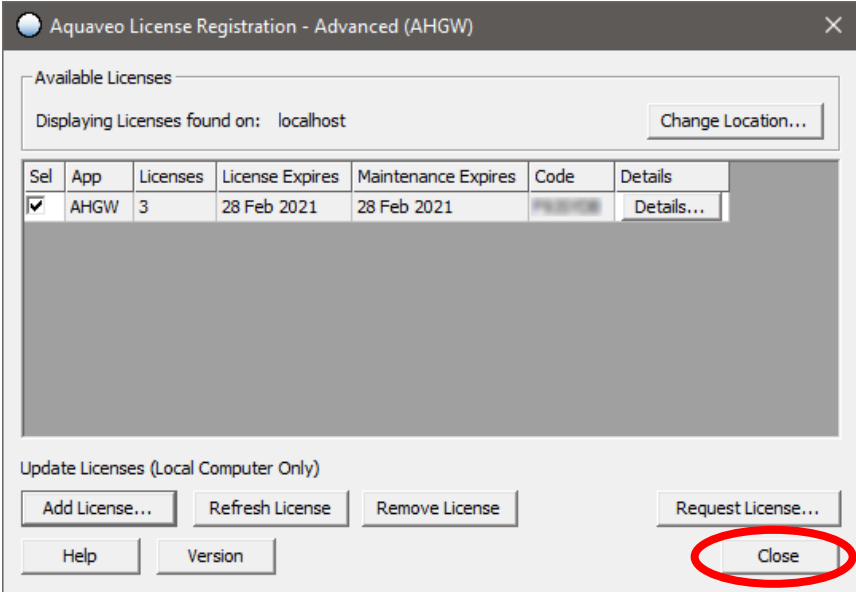 Aquaveo License Registration - Advanced (AHGW)
Available Licenses
Displaying Licenses found on: localhost
Change Location...
Sel App Licenses License Expires Maintenance Expires Code Details
AHGW 3 28 Feb 2021 28 Feb 2021 Details...
Update Licenses (Local Computer Only)
Add License... Refresh License Remove License Request License...
Help Version Close